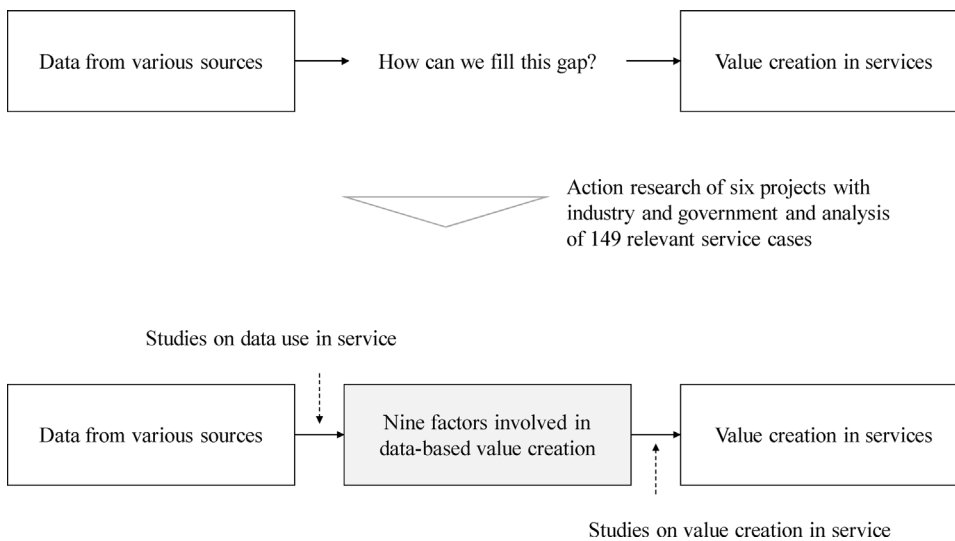 Data from various sources
How can we fill this gap?
Value creation in services
Action research of six projects with
industry and government and analysis
of 149 relevant service cases
Studies on data use in service
Data from various sources
Nine factors involved in
data-based value creation
Value creation in services
Studies on value creation in service